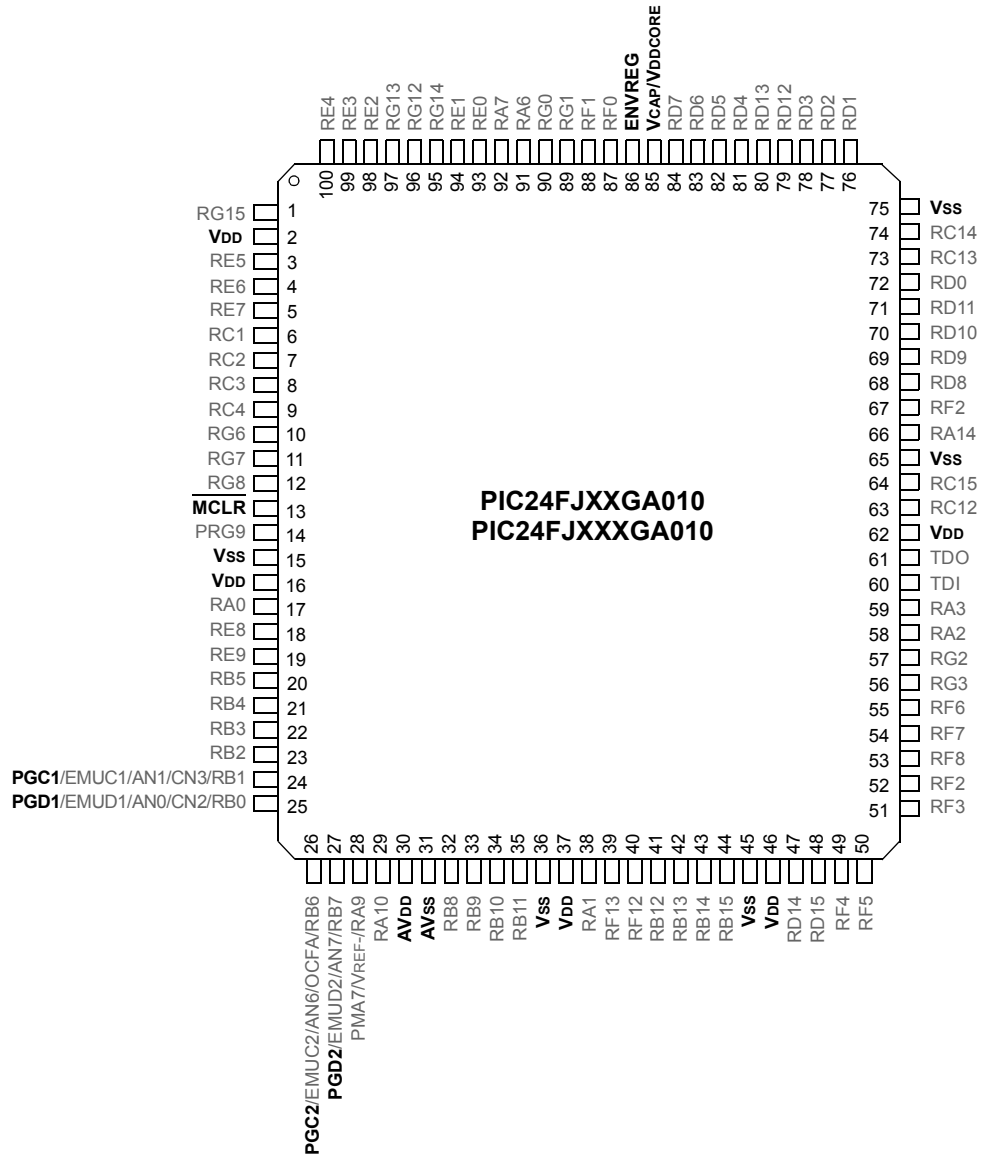 RE4
RE3
RE2
RG13
RG12
RG14
RE1
RE0
RA7
RA6
RG0
RG1
RF1
RF0
ENVREG
VCAP/VDDCORE
RD7
RD6
RD5
RD4
RD13
RD12
RD3
RD2
RD1
100
99
98
97
96
95
94
93
92
91
90
89
88
87
86
85
84
83
82
81
80
79
78
77
76
RG15 1
VDD 2
RE5 3
RE6 4
RE7 5
RC1 6
RC2 7
RC3 8
RC4 9
RG6 10
RG7 11
RG8 12
MCLR 13
PRG9 14
VSS 15
VDD 16
RA0 17
RE8 18
RE9 19
RB5 20
RB4 21
RB3 22
RB2 23
PGC1/EMUC1/AN1/CN3/RB1 24
PGD1/EMUD1/AN0/CN2/RB0 25
PIC24FJXXGA010
PIC24FJXXXGA010
75 VSS
74 RC14
73 RC13
72 RD0
71 RD11
70 RD10
69 RD9
68 RD8
67 RF2
66 RA14
65 VSS
64 RC15
63 RC12
62 VDD
61 TDO
60 TDI
59 RA3
58 RA2
57 RG2
56 RG3
55 RF6
54 RF7
53 RF8
52 RF2
51 RF3
26
27
28
29
30
31
32
33
34
35
36
37
38
39
40
41
42
43
44
45
46
47
48
49
50
PGC2/EMUC2/AN6/OCFA/RB6
PGD2/EMUD2/AN7/RB7
PMA7/VREF-/RA9
RA10
AVDD
AVSS
RB8
RB9
RB10
RB11
VSS
VDD
RA1
RF13
RF12
RB12
RB13
RB14
RB15
VSS
VDD
RD14
RD15
RF4
RF5